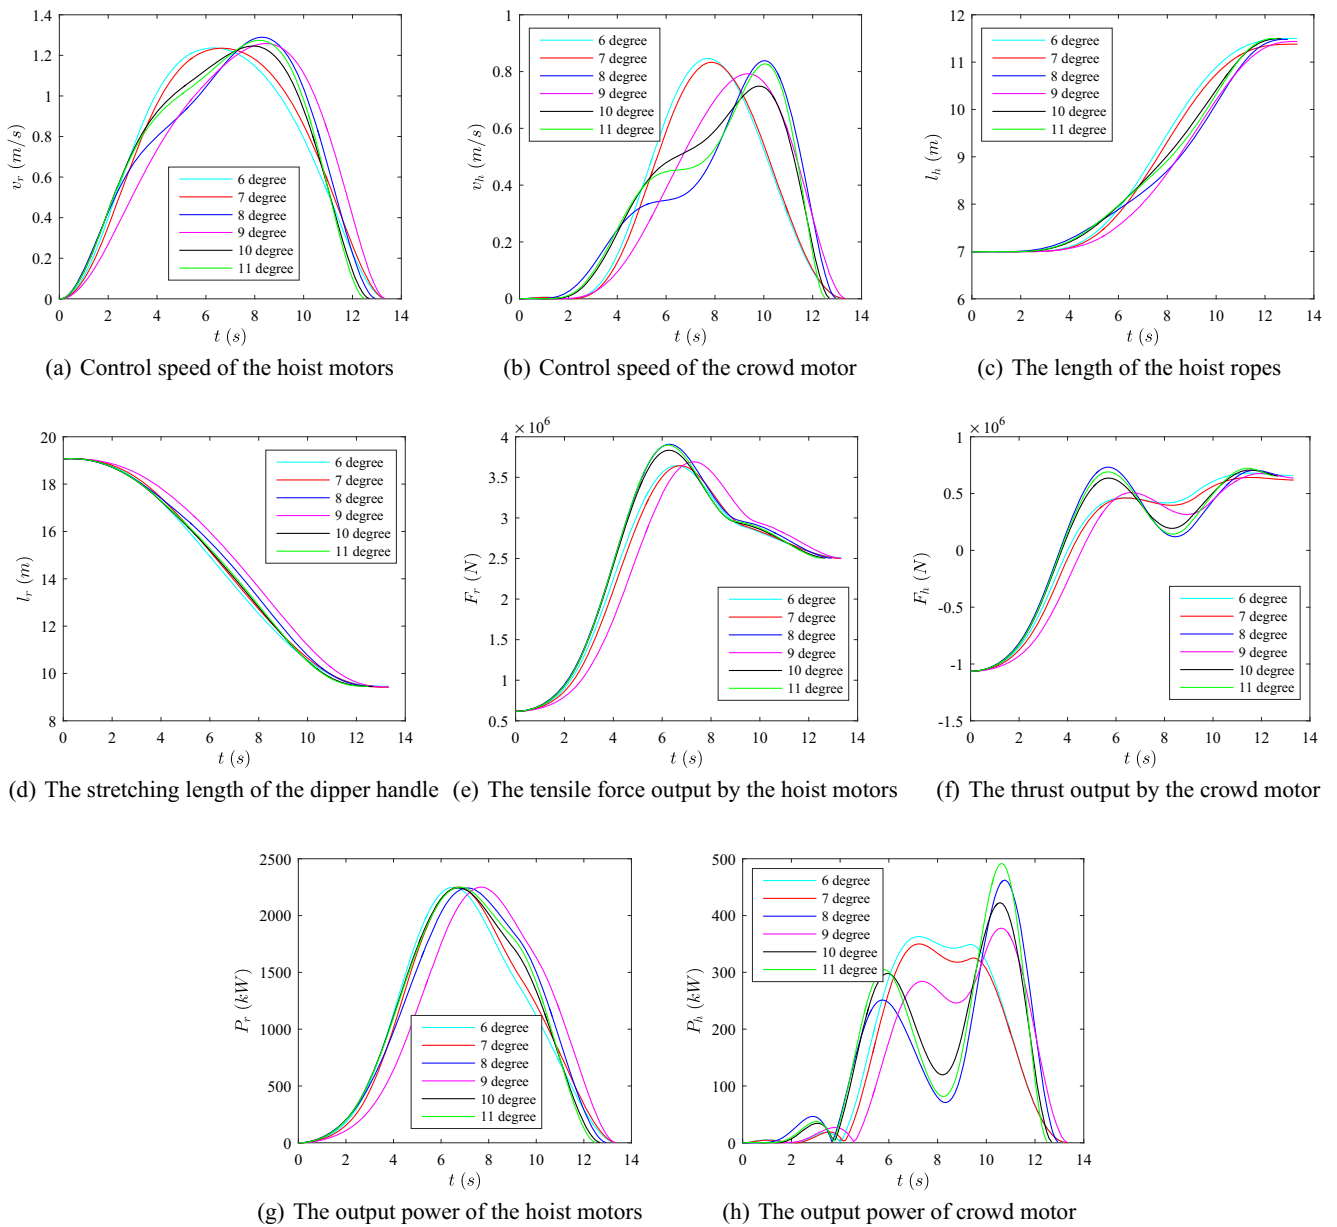 1.4
1.2
1
0.8
0.6
0.4
0.2
0
v_r (m/s)
6 degree
7 degree
8 degree
9 degree
10 degree
11 degree
0 2 4 6 8 10 12 14
t (s)
(a) Control speed of the hoist motors
1
0.8
0.6
0.4
0.2
0
v_h (m/s)
6 degree
7 degree
8 degree
9 degree
10 degree
11 degree
0 2 4 6 8 10 12 14
t (s)
(b) Control speed of the crowd motor
12
11
10
9
8
7
6
l_h (m)
6 degree
7 degree
8 degree
9 degree
10 degree
11 degree
0 2 4 6 8 10 12 14
t (s)
(c) The length of the hoist ropes
20
18
16
14
12
10
8
l_r (m)
6 degree
7 degree
8 degree
9 degree
10 degree
11 degree
0 2 4 6 8 10 12 14
t (s)
(d) The stretching length of the dipper handle
× 10^6
4
3.5
3
2.5
2
1.5
1
0.5
F_r (N)
6 degree
7 degree
8 degree
9 degree
10 degree
11 degree
0 2 4 6 8 10 12 14
t (s)
(e) The tensile force output by the hoist motors
× 10^6
1
0.5
0
-0.5
-1
-1.5
F_h (N)
6 degree
7 degree
8 degree
9 degree
10 degree
11 degree
0 2 4 6 8 10 12 14
t (s)
(f) The thrust output by the crowd motor
2500
2000
1500
1000
500
0
P_r (kW)
6 degree
7 degree
8 degree
9 degree
10 degree
11 degree
0 2 4 6 8 10 12 14
t (s)
(g) The output power of the hoist motors
500
400
300
200
100
0
P_h (kW)
6 degree
7 degree
8 degree
9 degree
10 degree
11 degree
0 2 4 6 8 10 12 14
t (s)
(h) The output power of crowd motor